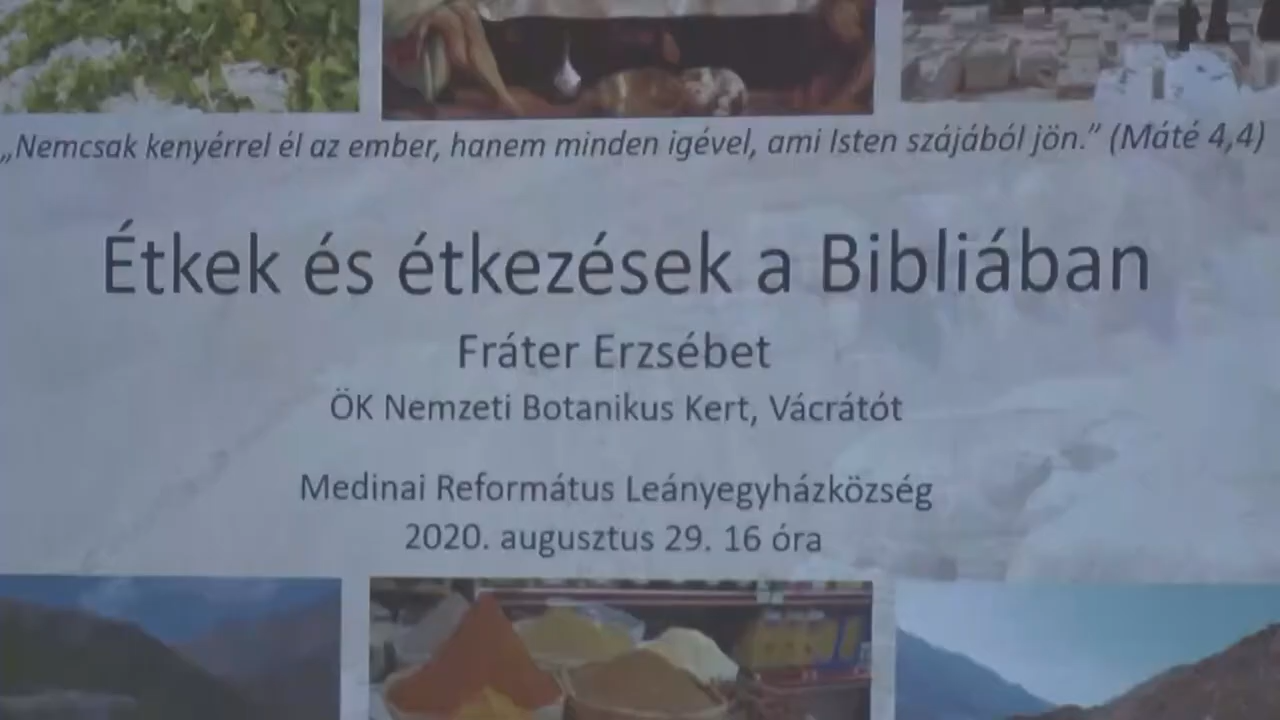 „Nemcsak kenyérrel él az ember, hanem minden igével, ami Isten szájából jön.” (Máté 4,4)
Étkek és étkezések a Bibliában
Fráter Erzsébet
ÖK Nemzeti Botanikus Kert, Vácrátót
Medinai Református Leányegyházközség
2020. augusztus 29. 16 óra